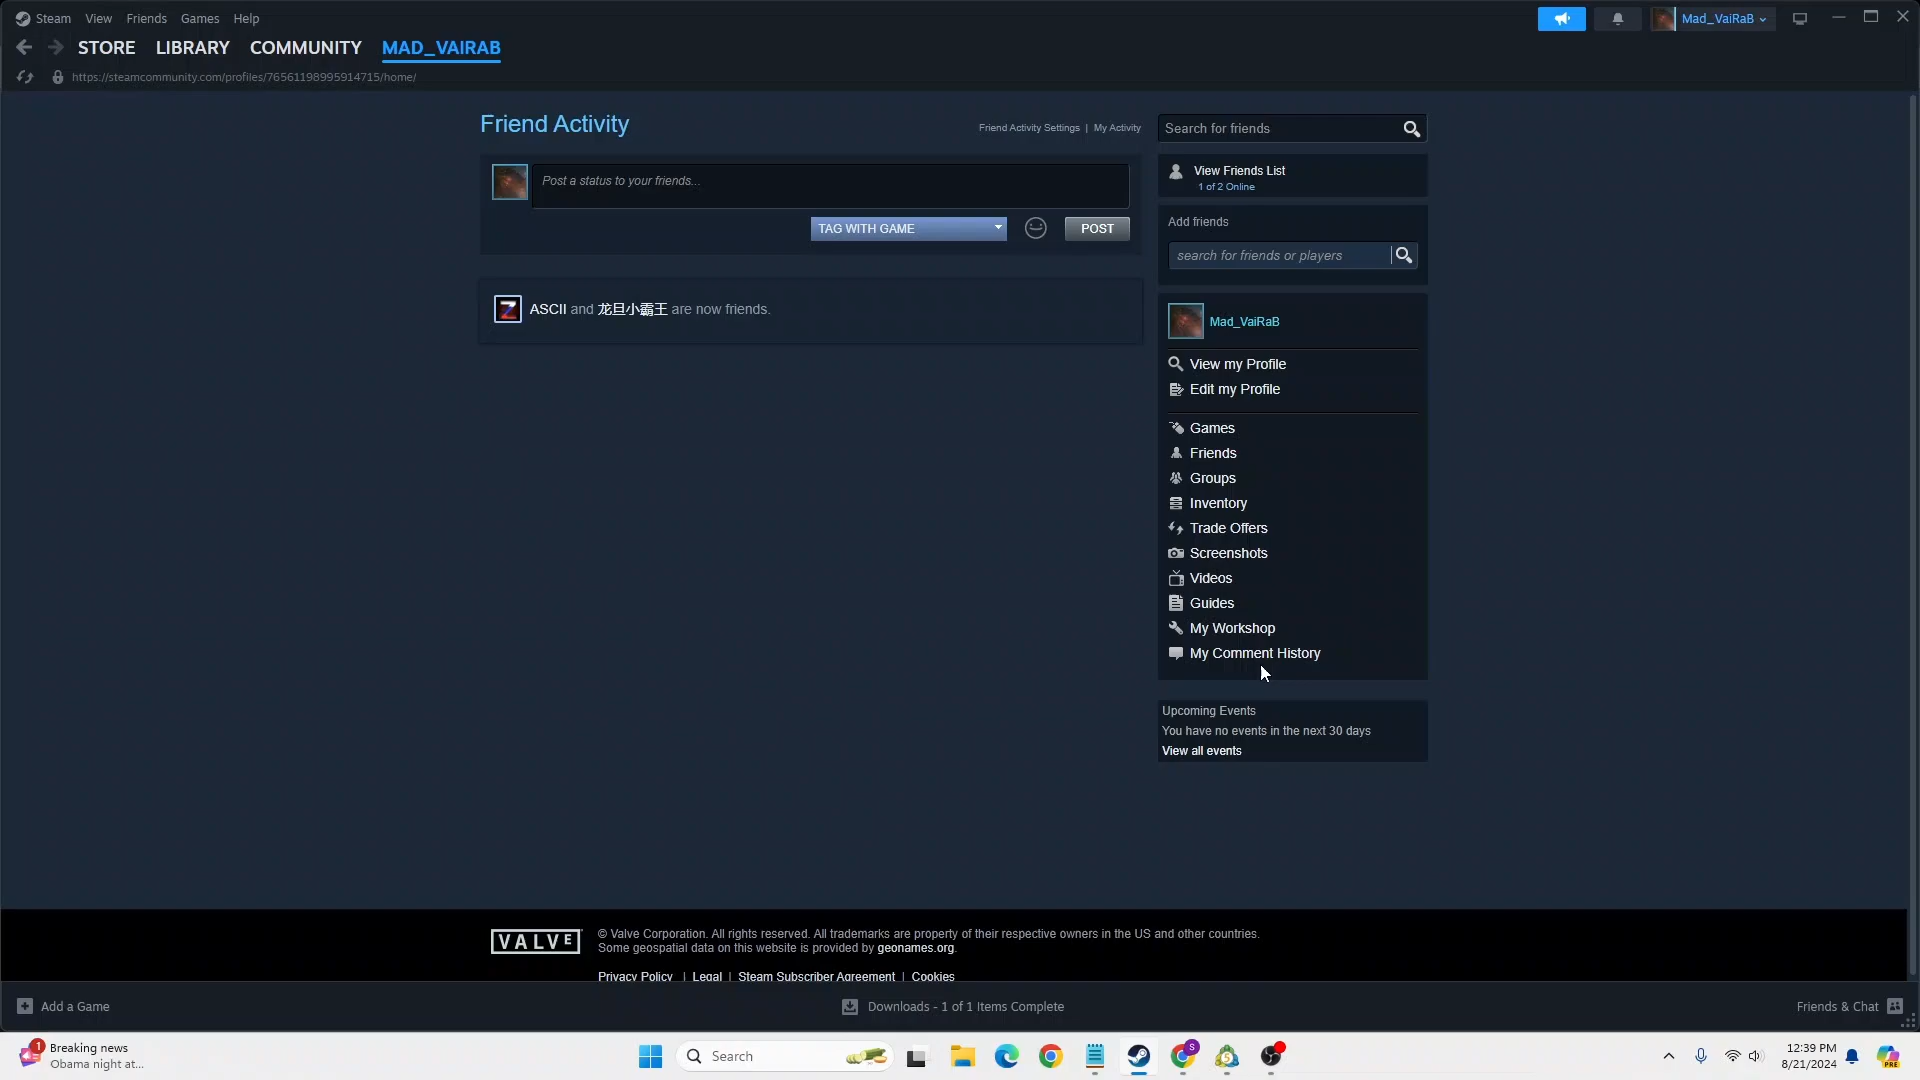 Steam View Friends Games Help
Mad_VaiRaB
STORE LIBRARY COMMUNITY MAD_VAIRAB
https://steamcommunity.com/profiles/76561198995914715/home/
Friend Activity
Friend Activity Settings | My Activity
Post a status to your friends...
TAG WITH GAME
POST
ASCII and 龙旦小霸王 are now friends.
Search for friends
View Friends List
1 of 2 Online
Add friends
search for friends or players
Mad_VaiRaB
View my Profile
Edit my Profile
Games
Friends
Groups
Inventory
Trade Offers
Screenshots
Videos
Guides
My Workshop
My Comment History
Upcoming Events
You have no events in the next 30 days
View all events
VALVE
© Valve Corporation. All rights reserved. All trademarks are property of their respective owners in the US and other countries.
Some geospatial data on this website is provided by geonames.org.
Privacy Policy | Legal | Steam Subscriber Agreement | Cookies
Add a Game
Downloads - 1 of 1 Items Complete
Friends & Chat
1
Breaking news
Obama night at...
Search
S
12:39 PM
8/21/2024
PRE